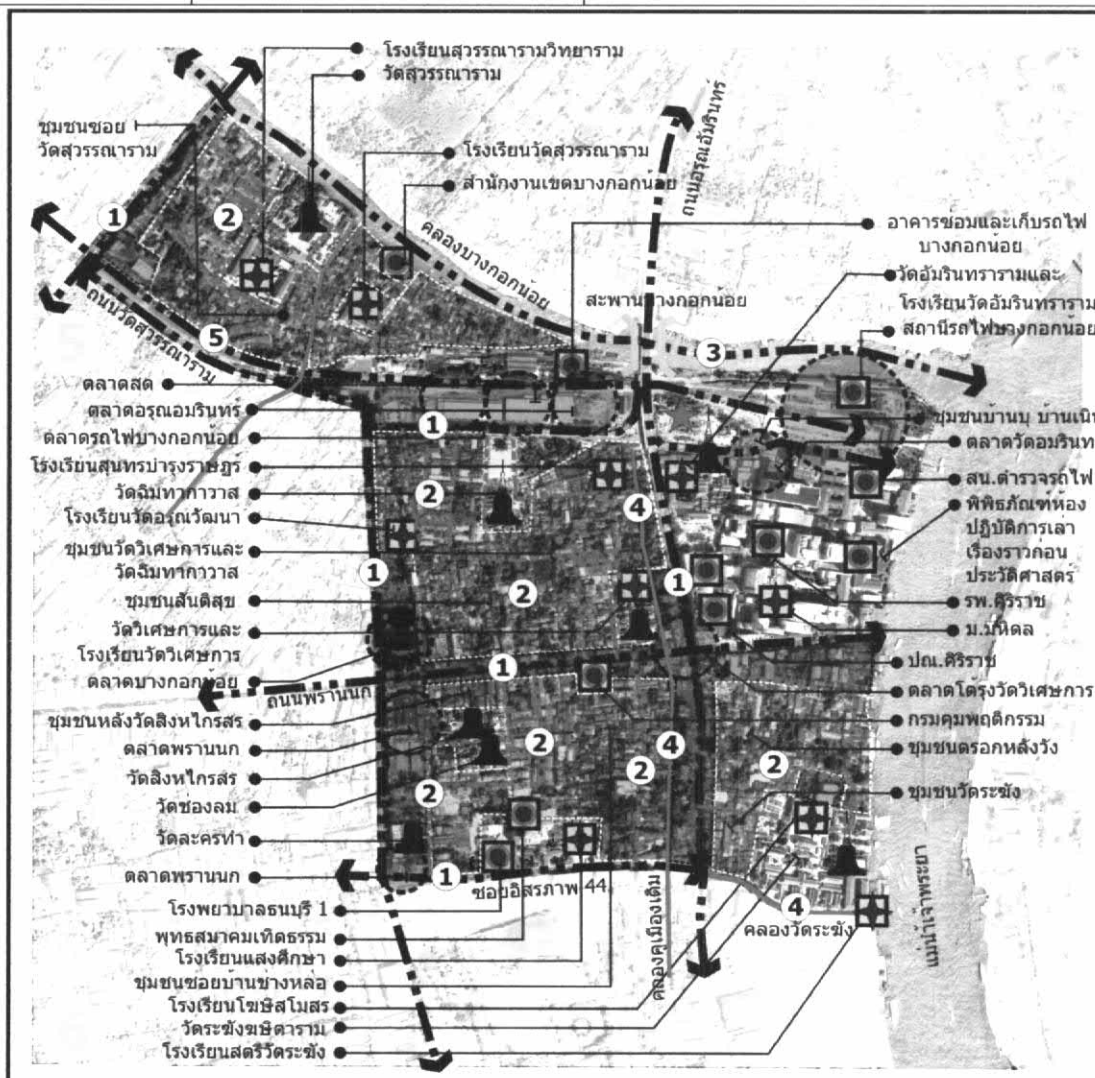 โรงเรียนสุวรรณารามวิทยาราม
วัดสุวรรณาราม
ชุมชนซอย
วัดสุวรรณาราม
โรงเรียนวัดสุวรรณาราม
สำนักงานเขตบางกอกน้อย
ถนนอรุณอัมรินทร์
อาคารซ่อมและเก็บรถไฟ
บางกอกน้อย
1
2
คลองบางกอกน้อย
วัดอัมรินทรารามและ
โรงเรียนวัดอัมรินทราราม
สะพานบางกอกน้อย
สถานีรถไฟบางกอกน้อย
ถนนวัดสุวรรณาราม
5
3
ตลาดสด
ตลาดอรุณอมรินทร์
1
ชุมชนบ้านบุ บ้านเนิน
ตลาดรถไฟบางกอกน้อย
ตลาดวัดอมรินทร
โรงเรียนสุนทรบำรุงราษฎร์
สน.ตำรวจรถไฟ
วัดฉิมทากาวาส
2
4
พิพิธภัณฑ์ห้อง
ปฏิบัติการเล่า
เรื่องราวก่อน
ประวัติศาสตร์
โรงเรียนวัดอรุณวัฒนา
ชุมชนวัดวิเศษการและ
วัดฉิมทากาวาส
1
2
1
ชุมชนสันติสุข
รพ.ศิริราช
วัดวิเศษการและ
โรงเรียนวัดวิเศษการ
ม.มหิดล
ตลาดบางกอกน้อย
1
ปณ.ศิริราช
ถนนพรานนก
ตลาดโต้รุ่งวัดวิเศษการ
ชุมชนหลังวัดสิงหไกรสร
กรมคุมพฤติกรรม
ตลาดพรานนก
2
2
4
2
ชุมชนตรอกหลังวัง
วัดสิงหไกรสร
วัดช่องลม
2
ชุมชนวัดระฆัง
วัดละครทำ
ตลาดพรานนก
1
ซอยอิสรภาพ 44
4
คลองวัดระฆัง
แม่น้ำเจ้าพระยา
คลองคูเมืองเดิม
โรงพยาบาลธนบุรี 1
พุทธสมาคมเทิดธรรม
โรงเรียนแสงศึกษา
ชุมชนซอยบ้านช่างหล่อ
โรงเรียนโฆษิสโมสร
วัดระฆังฆษิตาราม
โรงเรียนสตรีวัดระฆัง